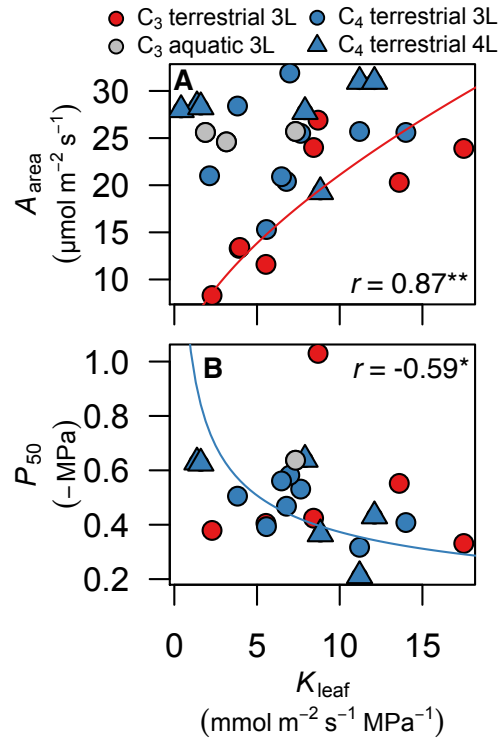 C₃ terrestrial 3L C₄ terrestrial 3L
C₃ aquatic 3L C₄ terrestrial 4L
A
30
25
20
15
10
A_area
(μmol m⁻² s⁻¹)
r = 0.87**
B
r = -0.59*
1.0
0.8
0.6
0.4
0.2
P₅₀
(−MPa)
0 5 10 15
K_leaf
(mmol m⁻² s⁻¹ MPa⁻¹)